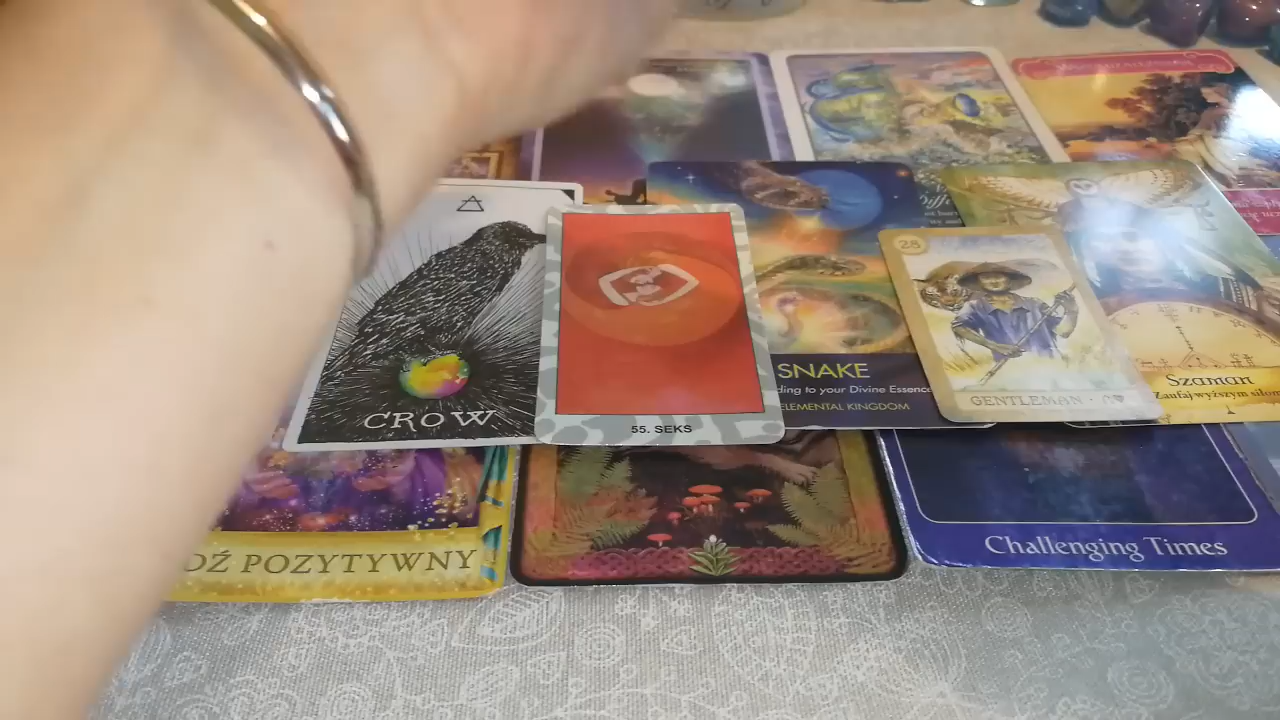 28
CROW
55. SEKS
SNAKE
ding to your Divine Essence
ELEMENTAL KINGDOM
GENTLEMAN
Szaman
Zaufaj wyższym siłom
DŹ POZYTYWNY
Challenging Times